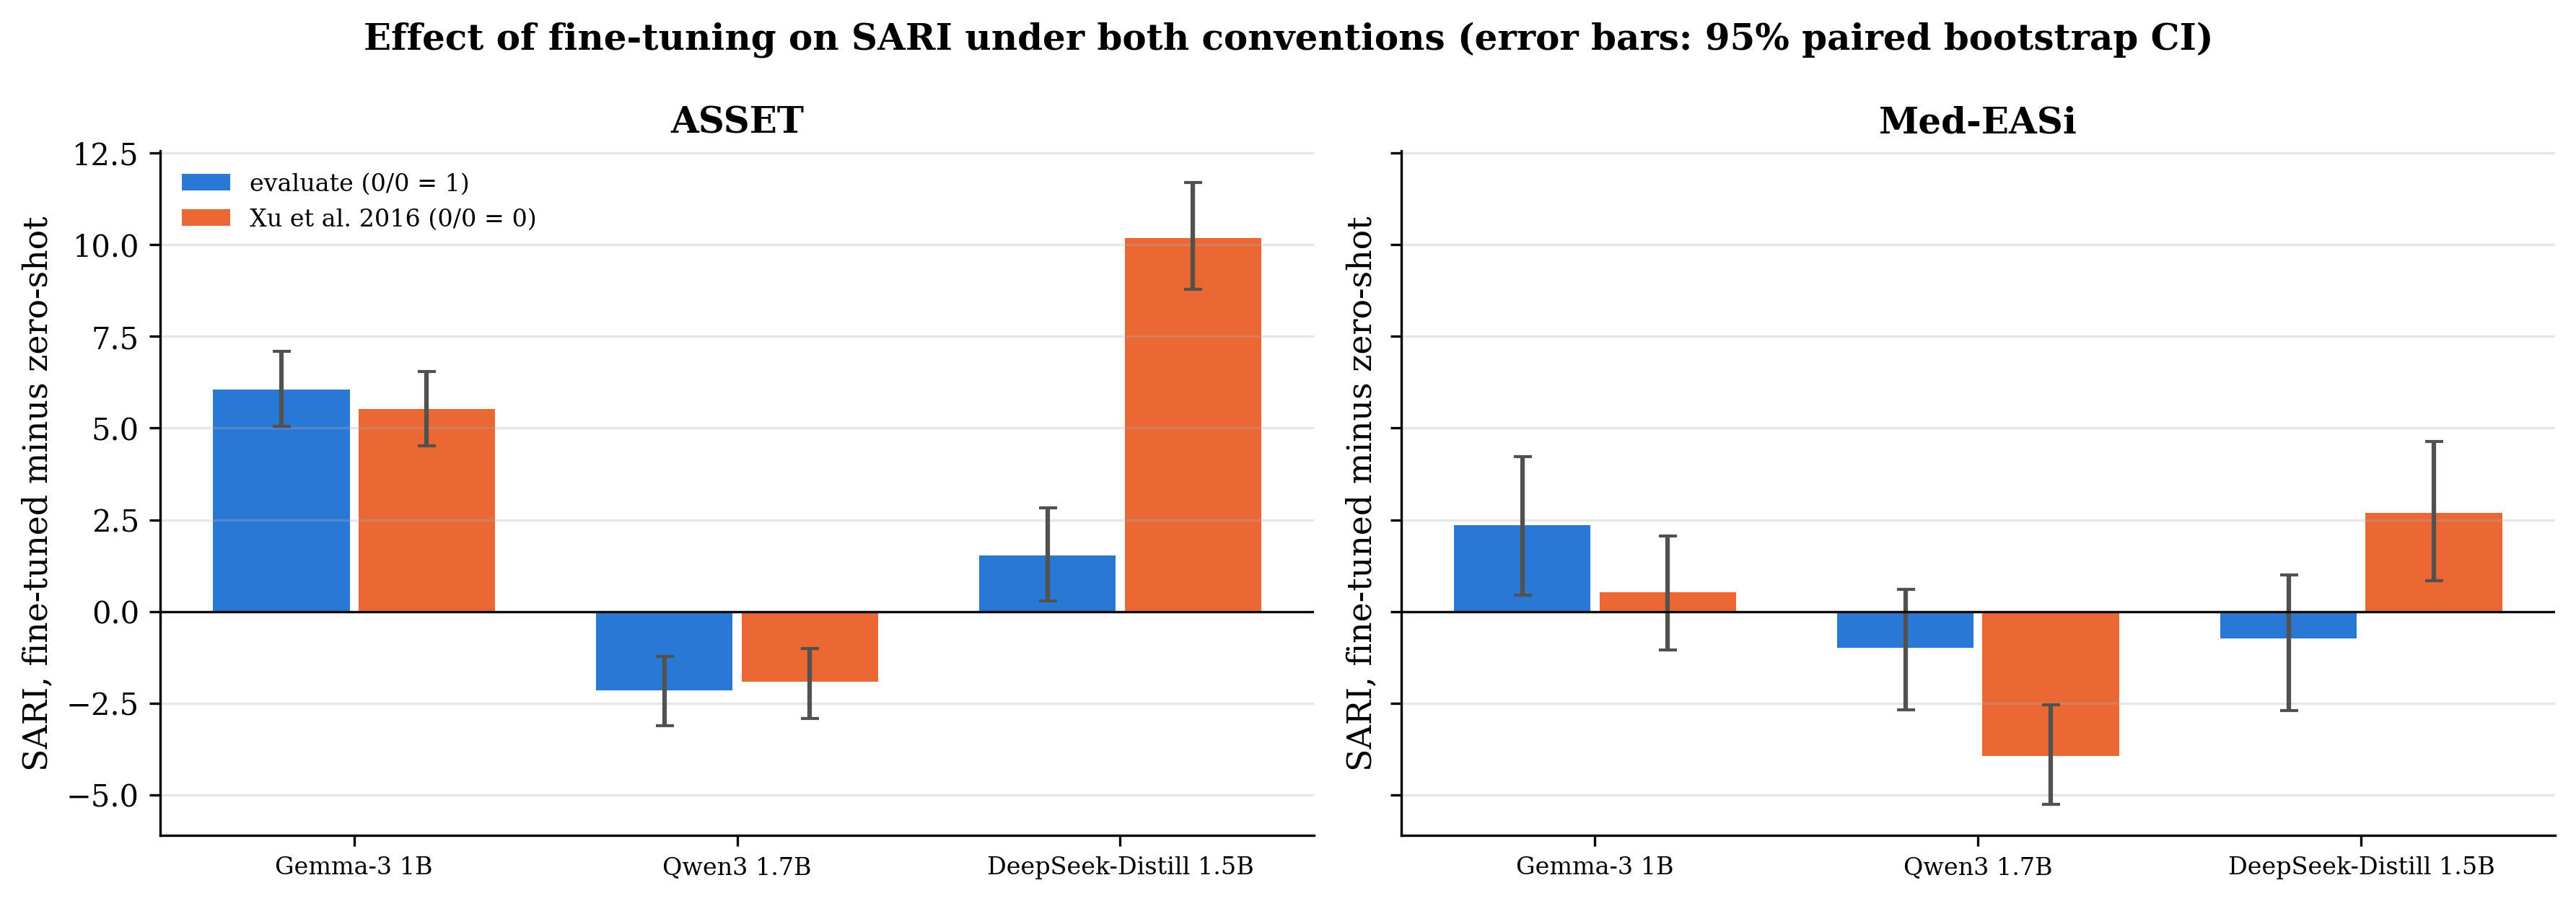 Effect of fine-tuning on SARI under both conventions (error bars: 95% paired bootstrap CI)
ASSET
SARI, fine-tuned minus zero-shot
12.5
10.0
7.5
5.0
2.5
0.0
−2.5
−5.0
evaluate (0/0 = 1)
Xu et al. 2016 (0/0 = 0)
Gemma-3 1B
Qwen3 1.7B
DeepSeek-Distill 1.5B
Med-EASi
SARI, fine-tuned minus zero-shot
Gemma-3 1B
Qwen3 1.7B
DeepSeek-Distill 1.5B